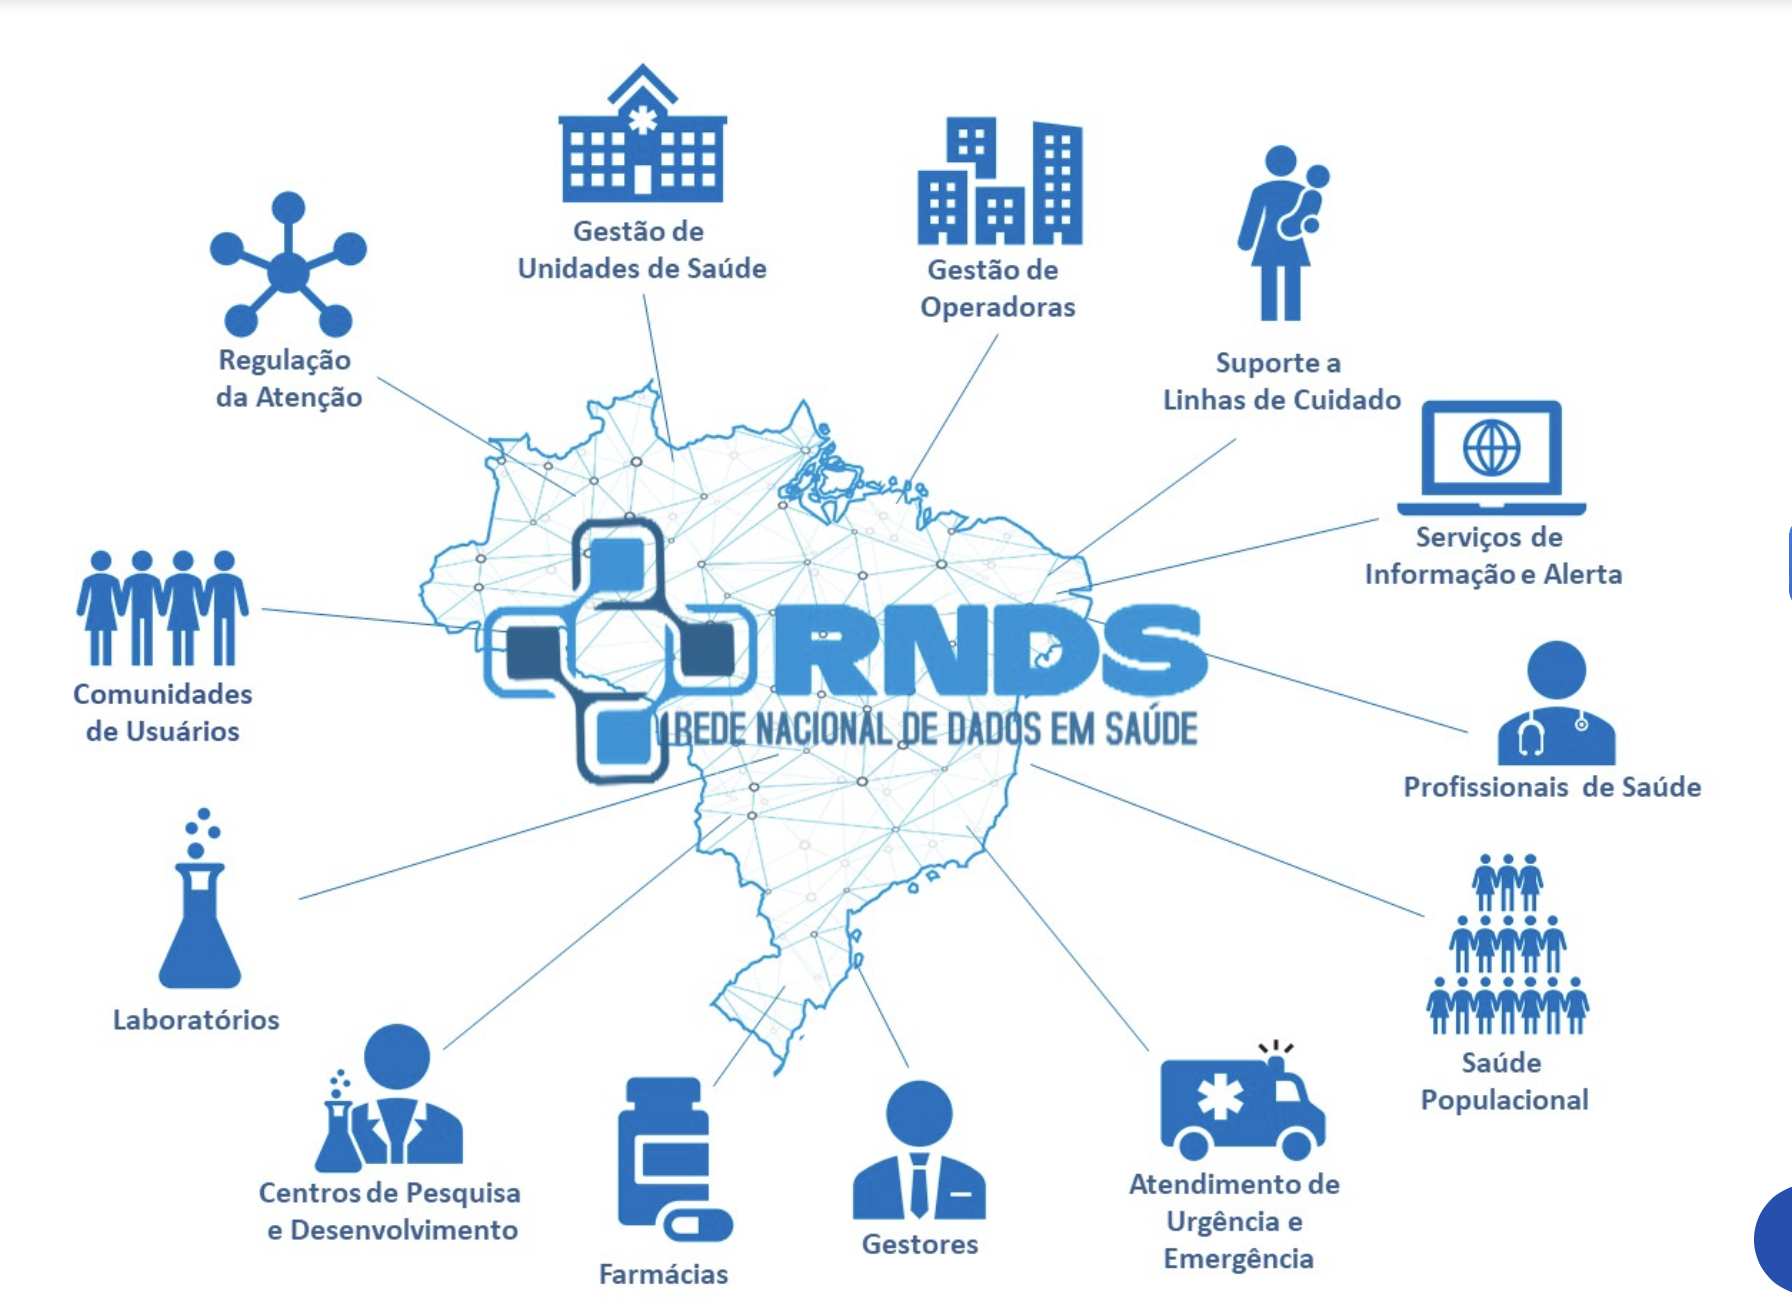 Gestão de
Unidades de Saúde
Gestão de
Operadoras
Regulação
da Atenção
Suporte a
Linhas de Cuidado
Serviços de
Informação e Alerta
Comunidades
de Usuários
RNDS
REDE NACIONAL DE DADOS EM SAÚDE
Profissionais de Saúde
Laboratórios
Saúde
Populacional
Centros de Pesquisa
e Desenvolvimento
Farmácias
Gestores
Atendimento de
Urgência e
Emergência